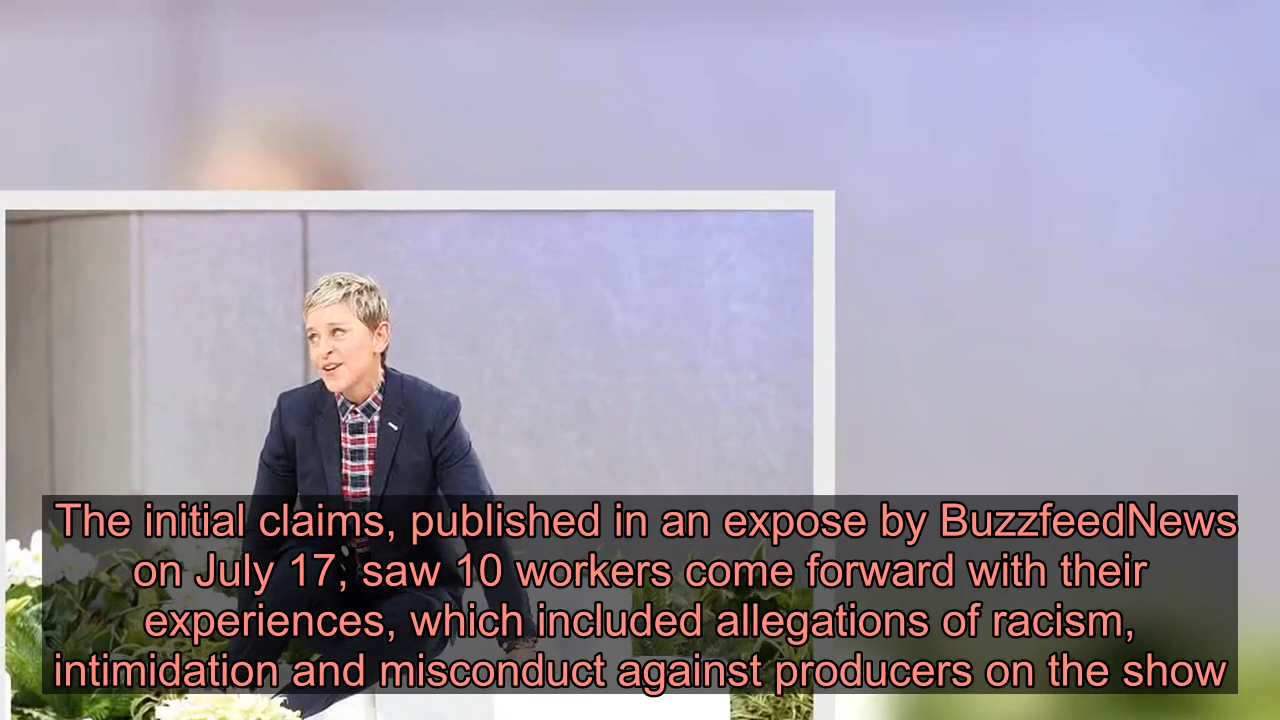 The initial claims, published in an expose by BuzzfeedNews
on July 17, saw 10 workers come forward with their
experiences, which included allegations of racism,
intimidation and misconduct against producers on the show